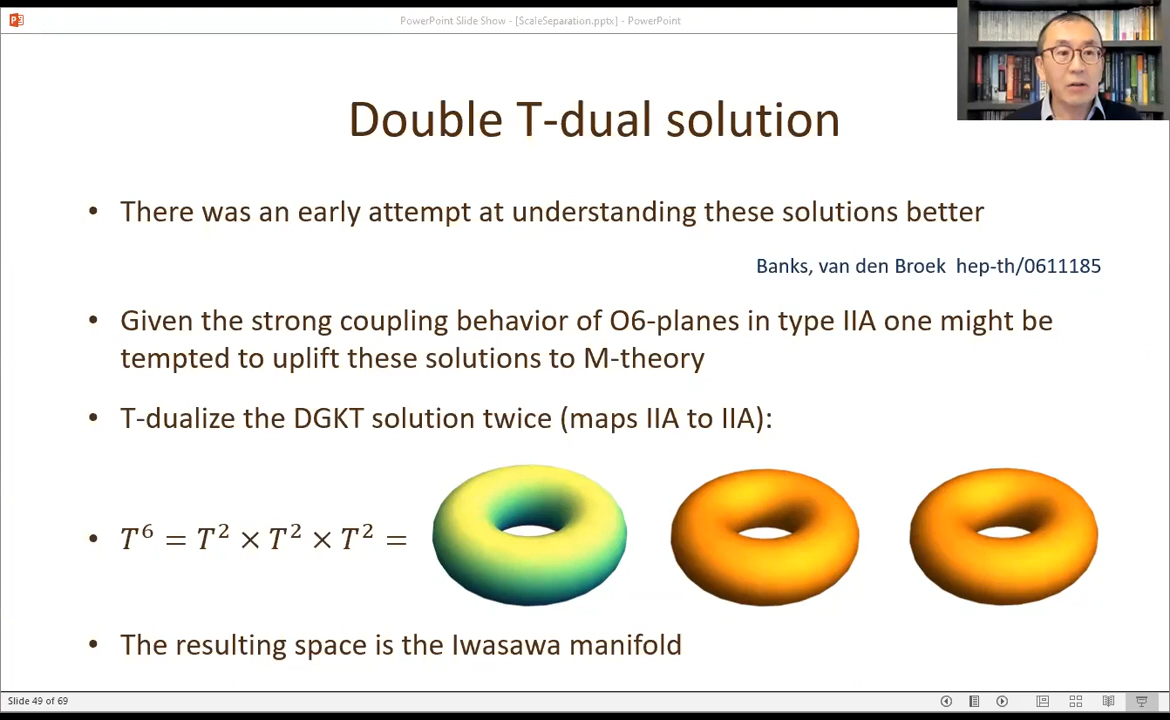 PowerPoint Slide Show - [ScaleSeparation.pptx] - PowerPoint
Double T-dual solution
• There was an early attempt at understanding these solutions better
Banks, van den Broek hep-th/0611185
• Given the strong coupling behavior of O6-planes in type IIA one might be
tempted to uplift these solutions to M-theory
• T-dualize the DGKT solution twice (maps IIA to IIA):
• T⁶ = T² × T² × T² =
• The resulting space is the Iwasawa manifold
Slide 49 of 69